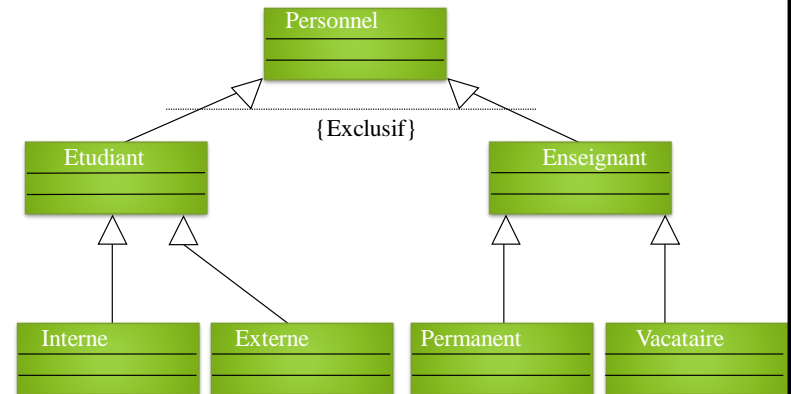 Personnel
{Exclusif}
Etudiant
Enseignant
Interne
Externe
Permanent
Vacataire